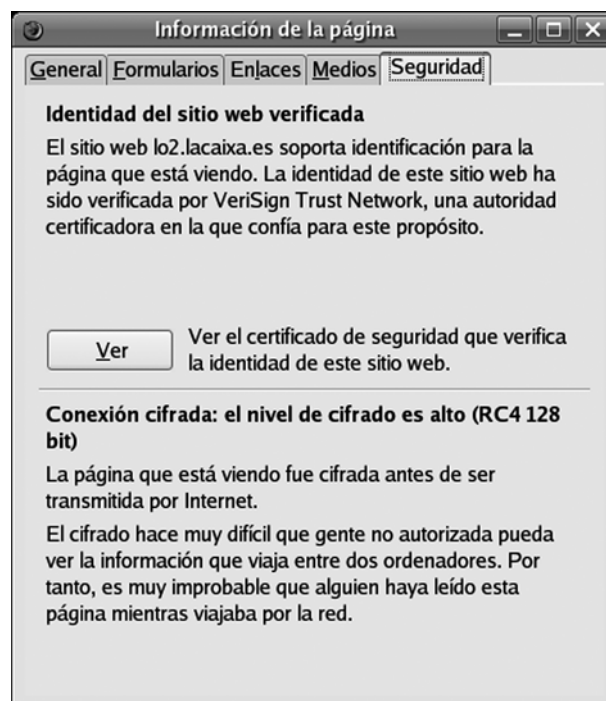 Información de la página
General Formularios Enlaces Medios Seguridad
Identidad del sitio web verificada
El sitio web lo2.lacaixa.es soporta identificación para la
página que está viendo. La identidad de este sitio web ha
sido verificada por VeriSign Trust Network, una autoridad
certificadora en la que confía para este propósito.
Ver
Ver el certificado de seguridad que verifica
la identidad de este sitio web.
Conexión cifrada: el nivel de cifrado es alto (RC4 128
bit)
La página que está viendo fue cifrada antes de ser
transmitida por Internet.
El cifrado hace muy difícil que gente no autorizada pueda
ver la información que viaja entre dos ordenadores. Por
tanto, es muy improbable que alguien haya leído esta
página mientras viajaba por la red.